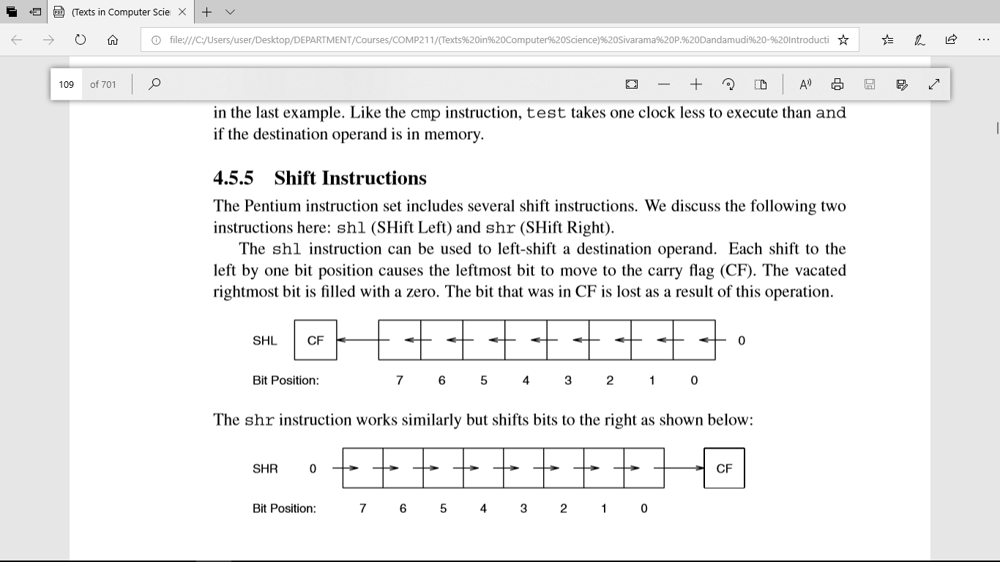 (Texts in Computer Scie
file:///C:/Users/user/Desktop/DEPARTMENT/Courses/COMP211/(Texts%20in%20Computer%20Science)%20Sivarama%20P.%20Dandamudi%20-%20Introducti
109 of 701
in the last example. Like the cmp instruction, test takes one clock less to execute than and
if the destination operand is in memory.
4.5.5 Shift Instructions
The Pentium instruction set includes several shift instructions. We discuss the following two
instructions here: shl (SHift Left) and shr (SHift Right).
The shl instruction can be used to left-shift a destination operand. Each shift to the
left by one bit position causes the leftmost bit to move to the carry flag (CF). The vacated
rightmost bit is filled with a zero. The bit that was in CF is lost as a result of this operation.
SHL CF 0
Bit Position: 7 6 5 4 3 2 1 0
The shr instruction works similarly but shifts bits to the right as shown below:
SHR 0 CF
Bit Position: 7 6 5 4 3 2 1 0